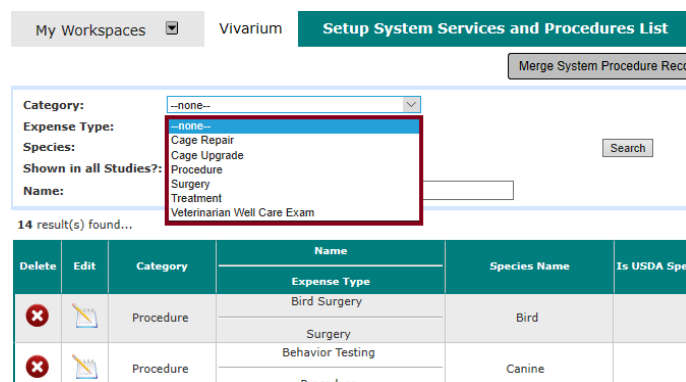 My Workspaces Vivarium Setup System Services and Procedures List
Merge System Procedure Reco
Category: --none--
Expense Type: --none--
Cage Repair
Species: Cage Upgrade Search
Shown in all Studies?: Procedure
Surgery
Name: Treatment
Veterinarian Well Care Exam
14 result(s) found...
Delete Edit Category Name Species Name Is USDA Spe
Expense Type
Procedure Bird Surgery Bird
Surgery
Procedure Behavior Testing Canine